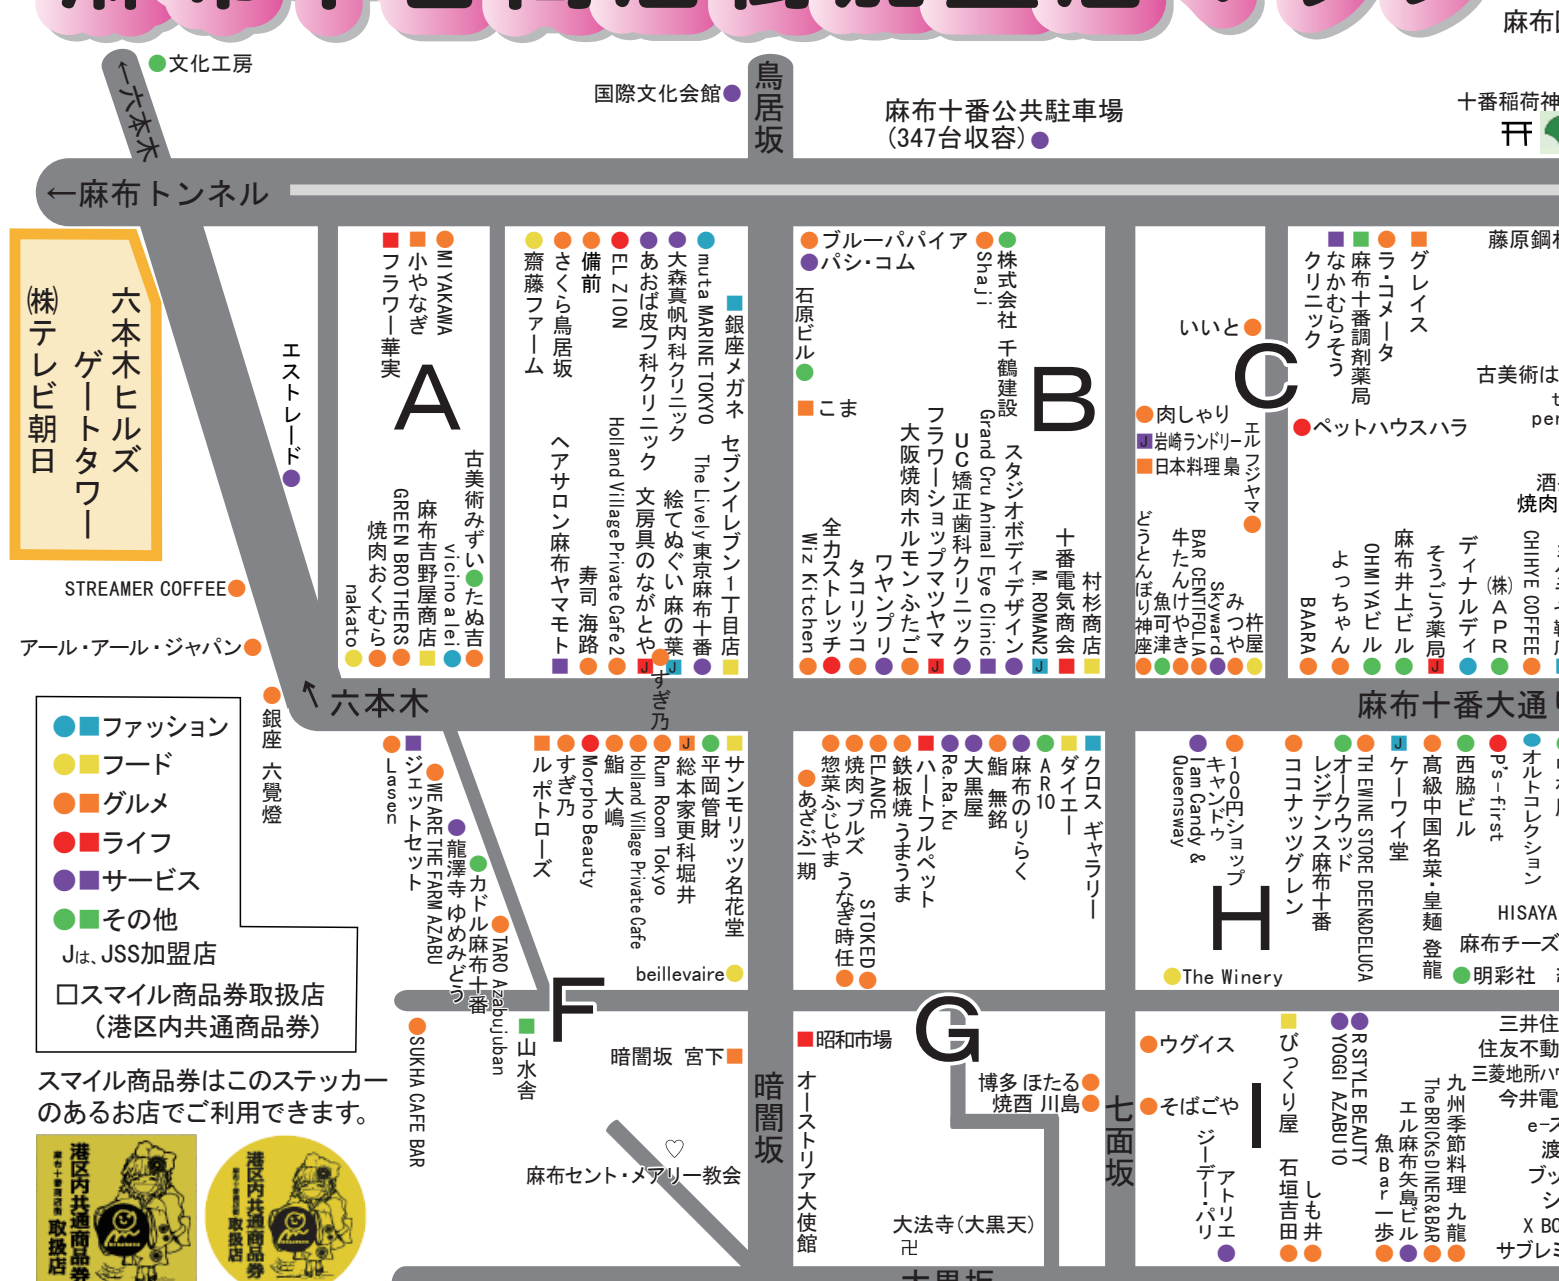 ←六本木
文化工房
国際文化会館
鳥居坂
麻布十番公共駐車場
(347台収容)
十番稲荷神
←麻布トンネル
六本木ヒルズ
ゲートタワー
㈱テレビ朝日
エストレード
STREAMER COFFEE
アール・アール・ジャパン
銀座 六覺燈
フラワー華実
小やなぎ
MIYAKAWA
A
nakato
焼肉おくむら
GREEN BROTHERS
麻布吉野屋商店
vicino a lei
古美術みずい
たぬ吉
齋藤ファーム
さくら鳥居坂
備前
EL ZION
あおば皮フ科クリニック
大森真帆内科クリニック
muta MARINE TOKYO
銀座メガネ
ヘアサロン麻布ヤマモト
寿司 海路
Holland Village Private Cafe 2
文房具のながとや
J
絵てぬぐい 麻の葉
J
The Lively 東京麻布十番
セブンイレブン1丁目店
すぎ乃
ブルーパパイア
パシ・コム
Shaji
株式会社 千鶴建設
石原ビル
こま
B
Wiz Kitchen
全力ストレッチ
タコリッコ
ワヤンプリ
大阪焼肉ホルモン ふたご
フラワーショップマツヤマ
J
UC矯正歯科クリニック
Grand Cru Animal Eye Clinic
スタジオボディデザイン
M. ROMAN2
J
十番電気商会
村杉商店
いいと
C
肉しゃり
J
岩崎ランドリー
日本料理 梟
エルフジヤマ
どうとんぼり神座
魚可津
牛たんけやき
BAR CENTIFOLIA
Skyward
みつや
杵屋
なかむらそう
クリニック
麻布十番調剤薬局
ラ・コメータ
グレイス
藤原鋼材
ペットハウスハラ
古美術は
BAARA
よっちゃん
OHMIYAビル
麻布井上ビル
そうごう薬局
J
ディナルディ
㈱APR
CHIHYE COFFEE
焼肉
六本木
麻布十番大通り
ファッション
フード
グルメ
ライフ
サービス
その他
Jは、JSS加盟店
□スマイル商品券取扱店
(港区内共通商品券)
スマイル商品券はこのステッカー
のあるお店でご利用できます。
港区内共通商品券
麻布十番商店街
取扱店
港区内共通商品券
麻布十番商店街
取扱店
Laser
ジェットセット
WE ARE THE FARM AZABU
龍澤寺 ゆめみどう
カドル麻布十番
TARO Azabujuban
SUKHA CAFE BAR
山水舎
F
ルポトローズ
すぎ乃
Morpho Beauty
鮨 大嶋
Holland Village Private Cafe
Rum Room Tokyo
J
総本家更科堀井
平岡管財
サンモリッツ名花堂
beillevaire
暗闇坂 宮下
♡
麻布セント・メアリー教会
暗闇坂
あざぶ一期
惣菜ふじやま
焼肉 ブルズ
ELANCE
鉄板焼 うまうま
ハートフルペット
Re.Ra.Ku
大黒屋
鮨 無銘
麻布のりらく
AR10
ダイエー
クロス ギャラリー
うなぎ時任
STOKED
G
昭和市場
オーストリア大使館
博多 ほたる
焼酉 川島
大法寺(大黒天)
卍
七面坂
I am Candy &
Queensway
100円ショップ
キャンドゥ
H
ココナッツグレン
オークウッド
レジデンス麻布十番
THE WINE STORE DEEN&DELUCA
J
ケーワイ堂
高級中国名菜・皇麺 登龍
西脇ビル
P's-first
オルトコレクション
HISAYA
麻布チーズ
The Winery
明彩社
ウグイス
そばごや
I
アトリエ
ジーデー・パリ
びっくり屋
石垣吉田
しも井
YOGGI AZABU10
R STYLE BEAUTY
魚Bar一歩
エル麻布矢島ビル
The BRICKs DINER&BAR
九州季節料理 九龍
三井住
住友不動
三菱地所ハウ
今井電